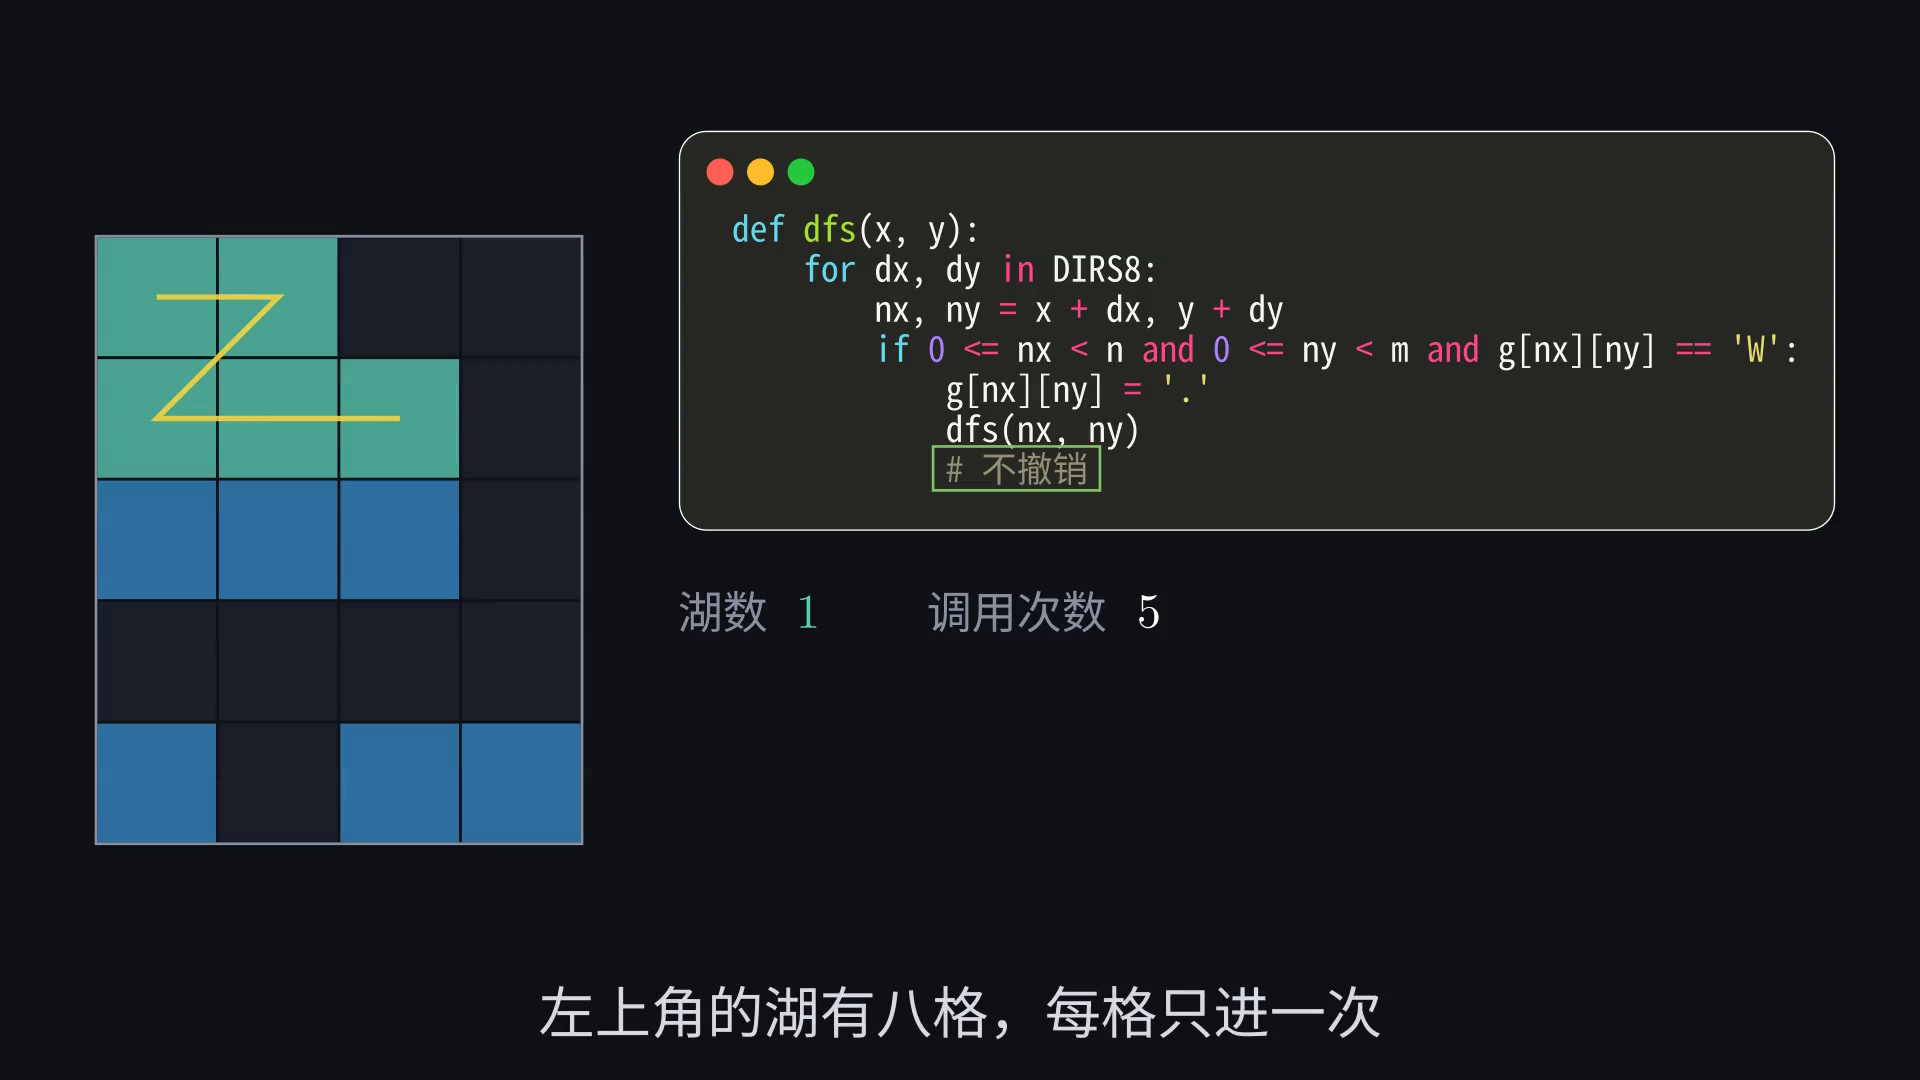 def dfs(x, y):
    for dx, dy in DIRS8:
        nx, ny = x + dx, y + dy
        if 0 <= nx < n and 0 <= ny < m and g[nx][ny] == 'W':
            g[nx][ny] = '.'
            dfs(nx, ny)
            # 不撤销
湖数 1 调用次数 5
左上角的湖有八格，每格只进一次